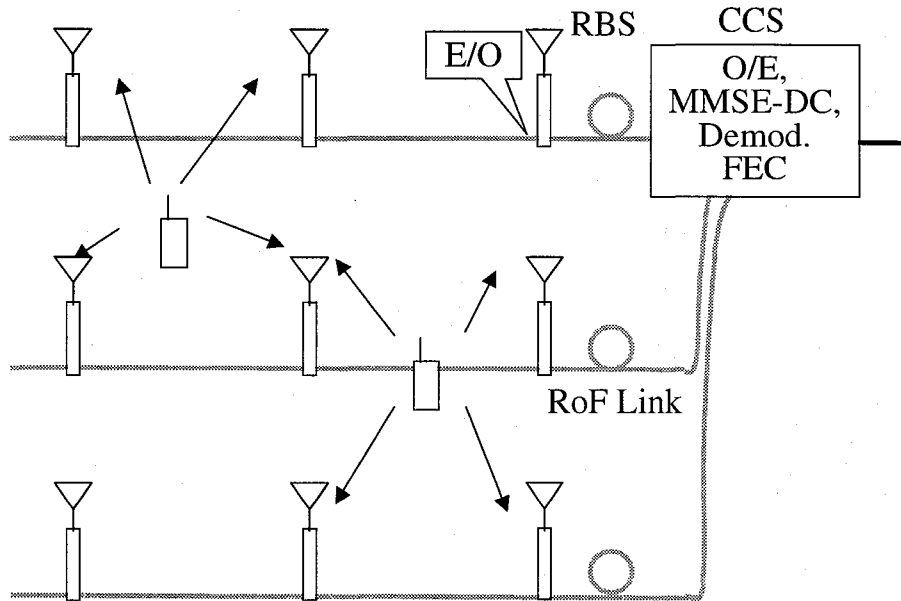 RBS
CCS
E/O
O/E,
MMSE-DC,
Demod.
FEC
RoF Link